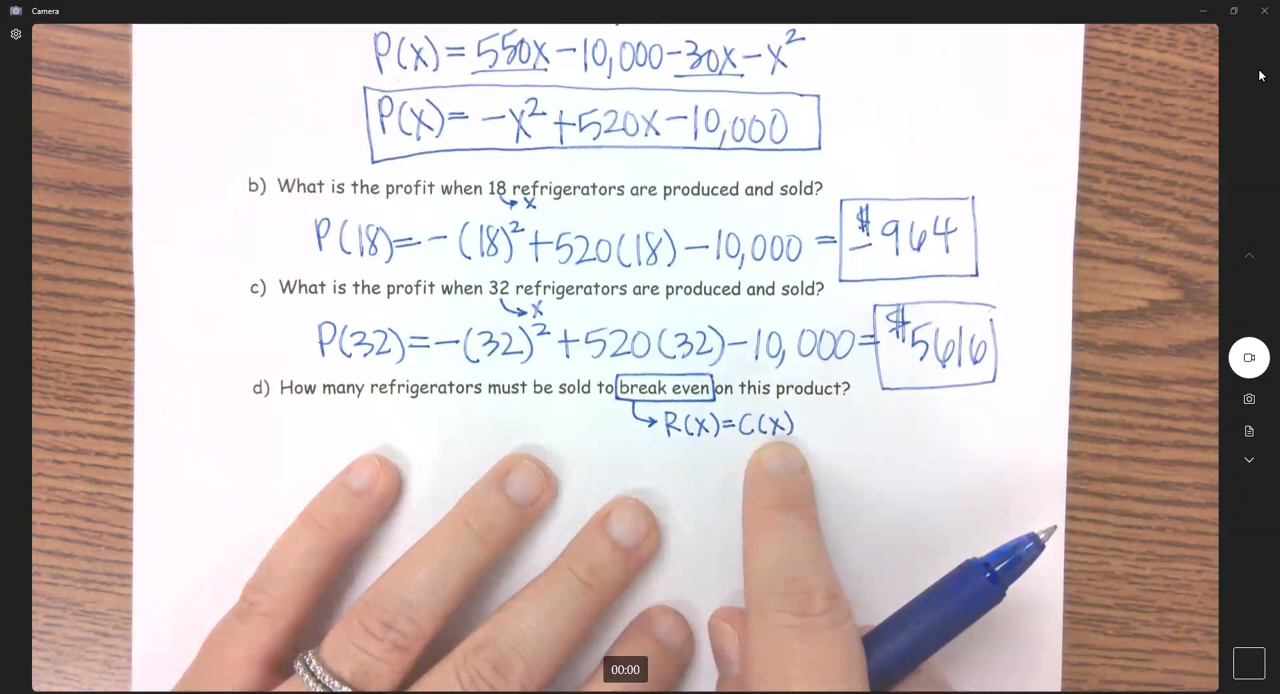 Camera
P(x) = 550x - 10,000 - 30x - x²
P(x) = -x² + 520x - 10,000
b) What is the profit when 18 refrigerators are produced and sold?
↳ x
P(18) = -(18)² + 520(18) - 10,000 = -$964
c) What is the profit when 32 refrigerators are produced and sold?
↳ x
P(32) = -(32)² + 520(32) - 10,000 = $5616
d) How many refrigerators must be sold to break even on this product?
↳ R(x) = C(x)
00:00